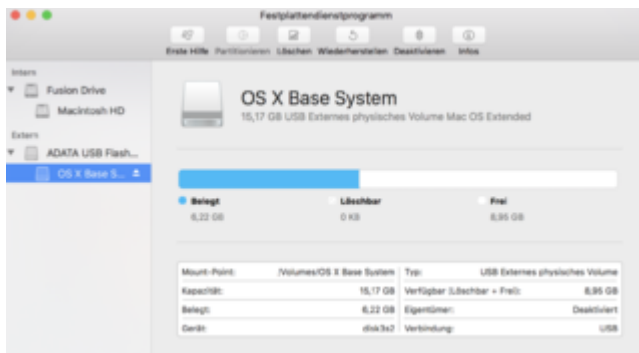 Festplattendienstprogramm
Erste Hilfe Partitionieren Löschen Wiederherstellen Deaktivieren Infos
Intern
Fusion Drive
Macintosh HD
Extern
ADATA USB Flash...
OS X Base S...
OS X Base System
15,17 GB USB Externes physisches Volume Mac OS Extended
Belegt Löschbar Frei
6,22 GB 0 KB 8,95 GB
Mount-Point: /Volumes/OS X Base System Typ: USB Externes physisches Volume
Kapazität: 15,17 GB Verfügbar (Löschbar + Frei): 8,95 GB
Belegt: 6,22 GB Eigentümer: Deaktiviert
Gerät: disk3s2 Verbindung: USB